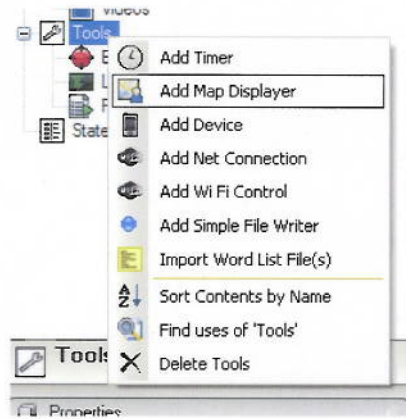 Videos
Tools
Add Timer
Add Map Displayer
Add Device
Add Net Connection
Add Wi Fi Control
Add Simple File Writer
Import Word List File(s)
Sort Contents by Name
Find uses of 'Tools'
Delete Tools
Tools
Properties